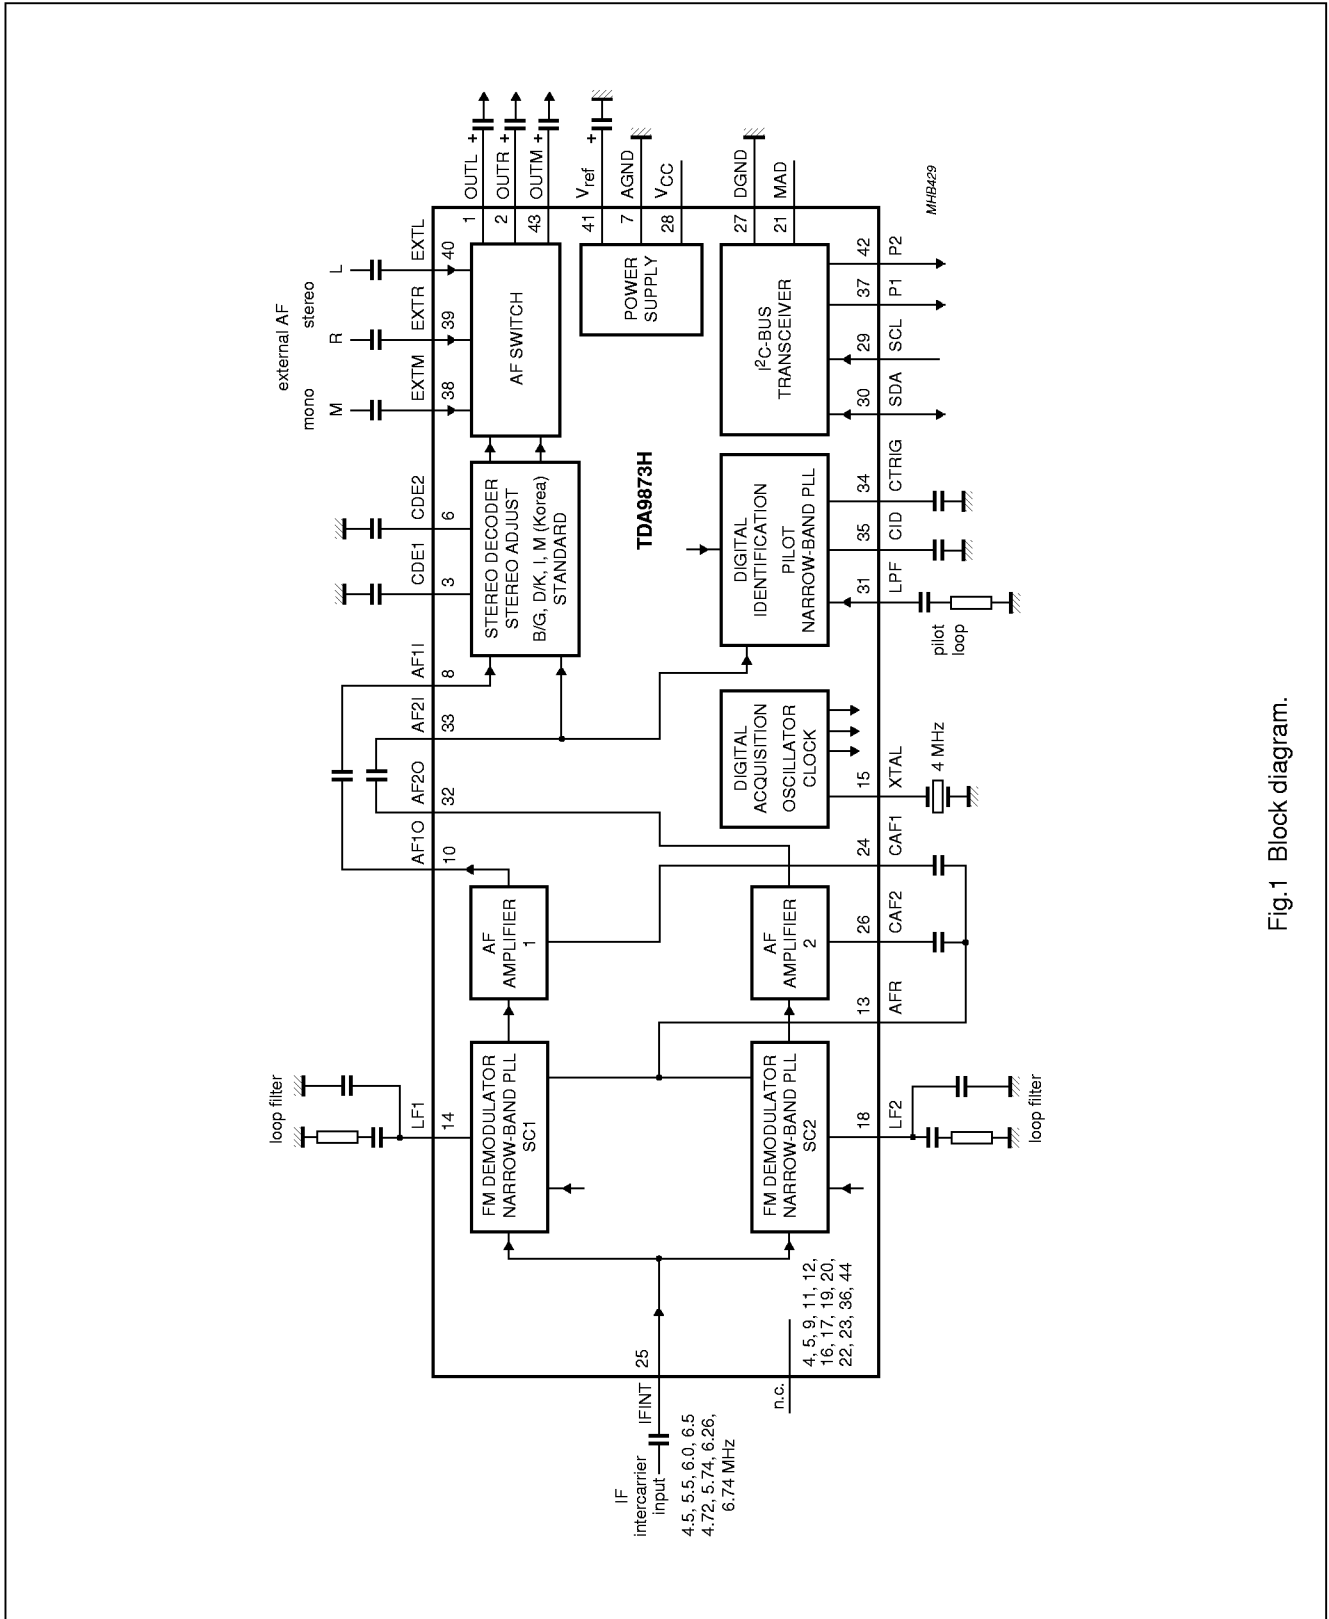 external AF
mono
stereo
M
R
L
loop filter
LF1
14
AF1O
10
AF2O
32
AF2I
33
AF1I
8
CDE1
3
CDE2
6
EXTM
38
EXTR
39
EXTL
40
1
OUTL
+
2
OUTR
+
43
OUTM
+
41
Vref
+
7
AGND
28
VCC
27
DGND
21
MAD
FM DEMODULATOR
NARROW-BAND PLL
SC1
AF
AMPLIFIER
1
STEREO DECODER
STEREO ADJUST
B/G, D/K, I, M (Korea)
STANDARD
AF SWITCH
POWER
SUPPLY
TDA9873H
IF
intercarrier
input
IFINT
25
4.5, 5.5, 6.0, 6.5
4.72, 5.74, 6.26,
6.74 MHz
n.c.
4, 5, 9, 11, 12,
16, 17, 19, 20,
22, 23, 36, 44
FM DEMODULATOR
NARROW-BAND PLL
SC2
AF
AMPLIFIER
2
DIGITAL
ACQUISITION
OSCILLATOR
CLOCK
DIGITAL
IDENTIFICATION
PILOT
NARROW-BAND PLL
I2C-BUS
TRANSCEIVER
18
LF2
loop filter
13
AFR
26
CAF2
24
CAF1
15
XTAL
4 MHz
31
LPF
pilot
loop
35
CID
34
CTRIG
30
SDA
29
SCL
37
P1
42
P2
MHB429
Fig.1 Block diagram.